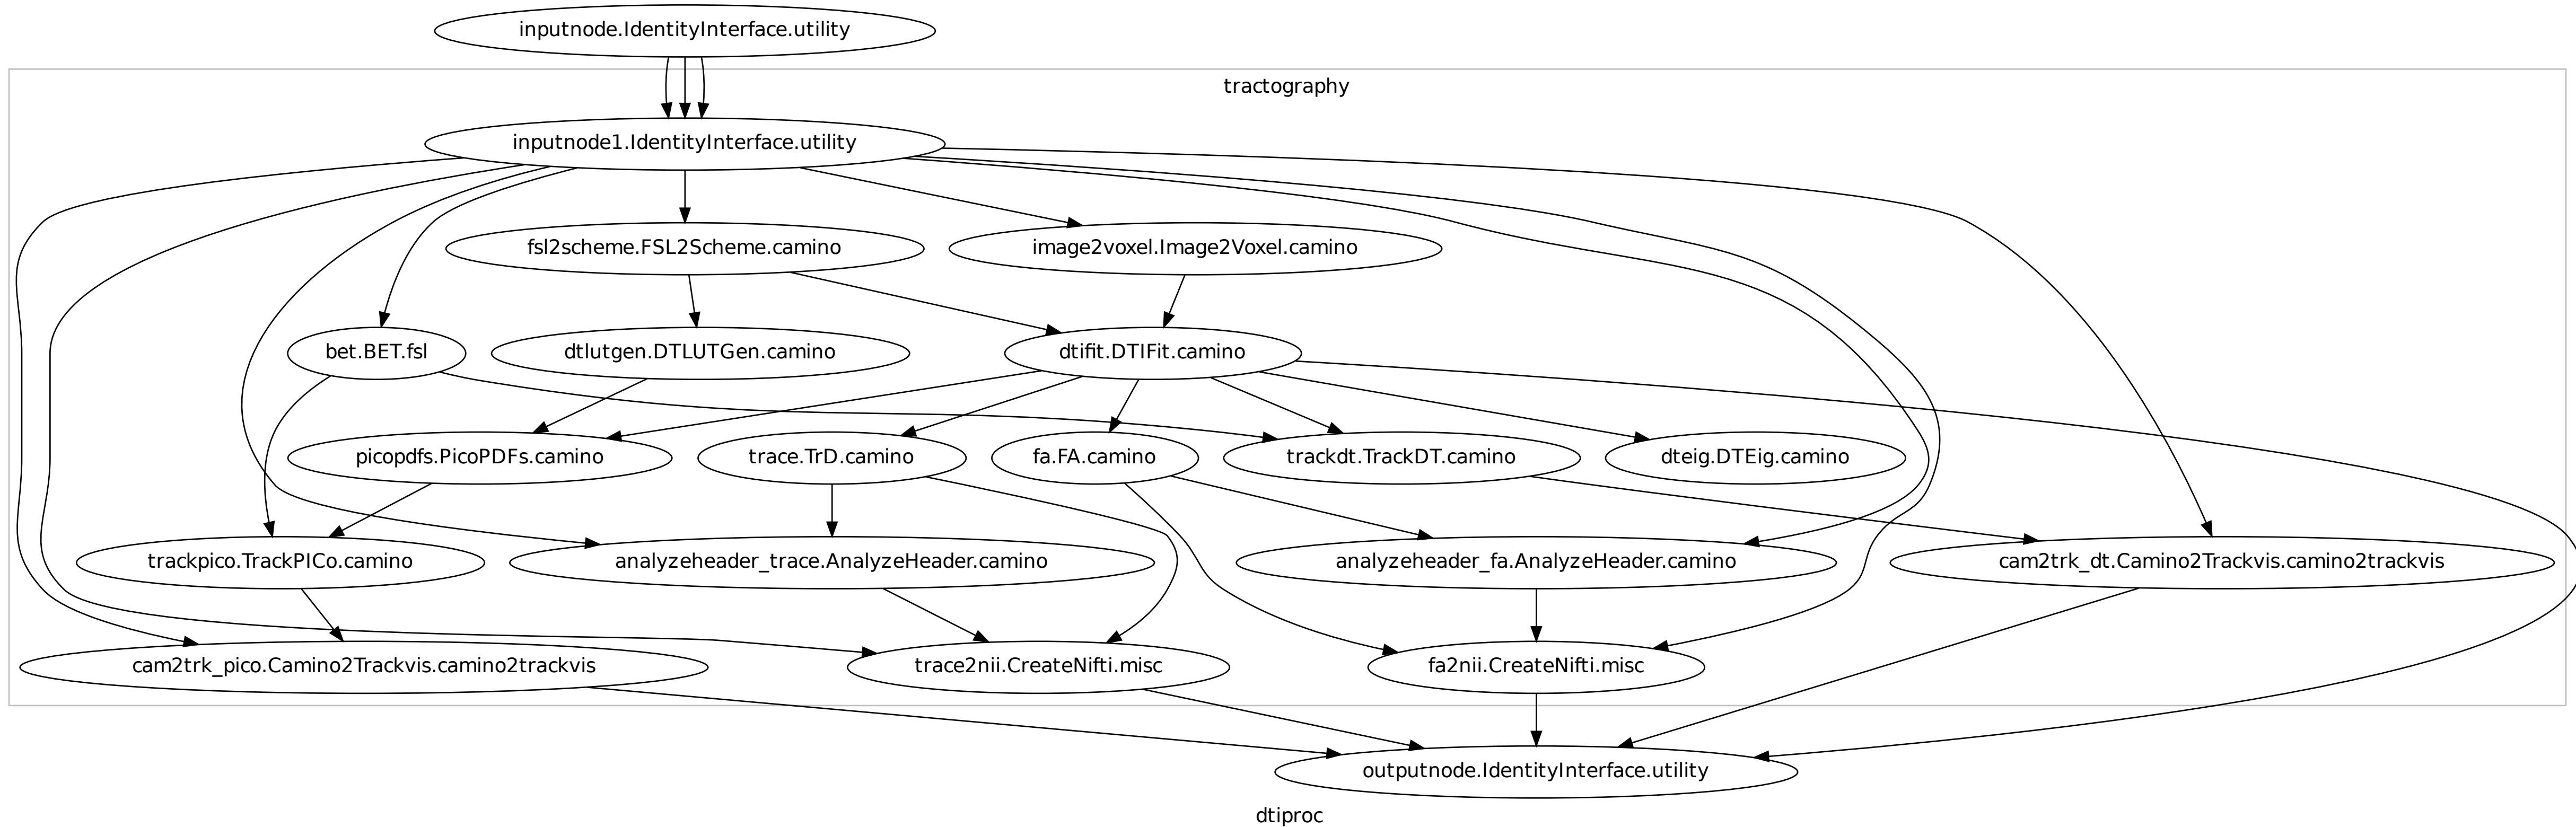 inputnode.IdentityInterface.utility
tractography
inputnode1.IdentityInterface.utility
fsl2scheme.FSL2Scheme.camino
image2voxel.Image2Voxel.camino
bet.BET.fsl
dtlutgen.DTLUTGen.camino
dtifit.DTIFit.camino
picopdfs.PicoPDFs.camino
trace.TrD.camino
fa.FA.camino
trackdt.TrackDT.camino
dteig.DTEig.camino
trackpico.TrackPICo.camino
analyzeheader_trace.AnalyzeHeader.camino
analyzeheader_fa.AnalyzeHeader.camino
cam2trk_dt.Camino2Trackvis.camino2trackvis
cam2trk_pico.Camino2Trackvis.camino2trackvis
trace2nii.CreateNifti.misc
fa2nii.CreateNifti.misc
outputnode.IdentityInterface.utility
dtiproc